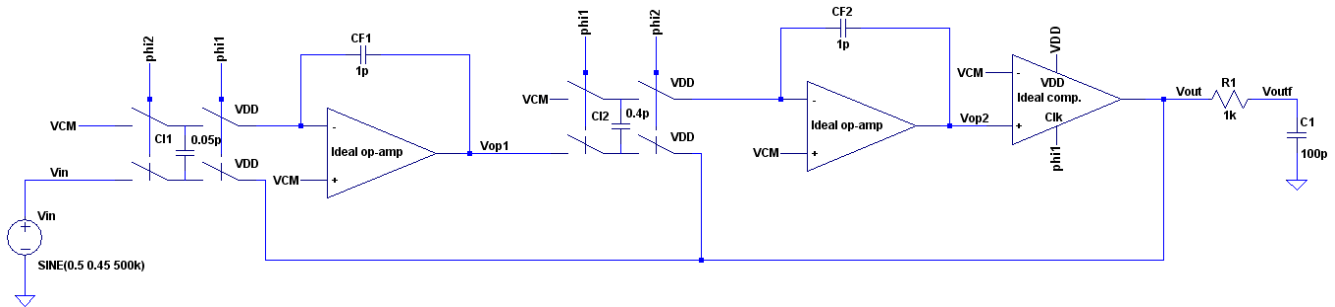 phi2
phi1
CF1
1p
phi1
phi2
CF2
1p
VDD
VCM
VDD
CI1
0.05p
VDD
Vin
Vin
SINE(0.5 0.45 500k)
-
Ideal op-amp
+
VCM
Vop1
VCM
VDD
CI2
0.4p
VDD
-
Ideal op-amp
+
VCM
Vop2
VCM
-
VDD
Ideal comp.
+
Clk
phi1
Vout
R1
1k
Voutf
C1
100p
+
−